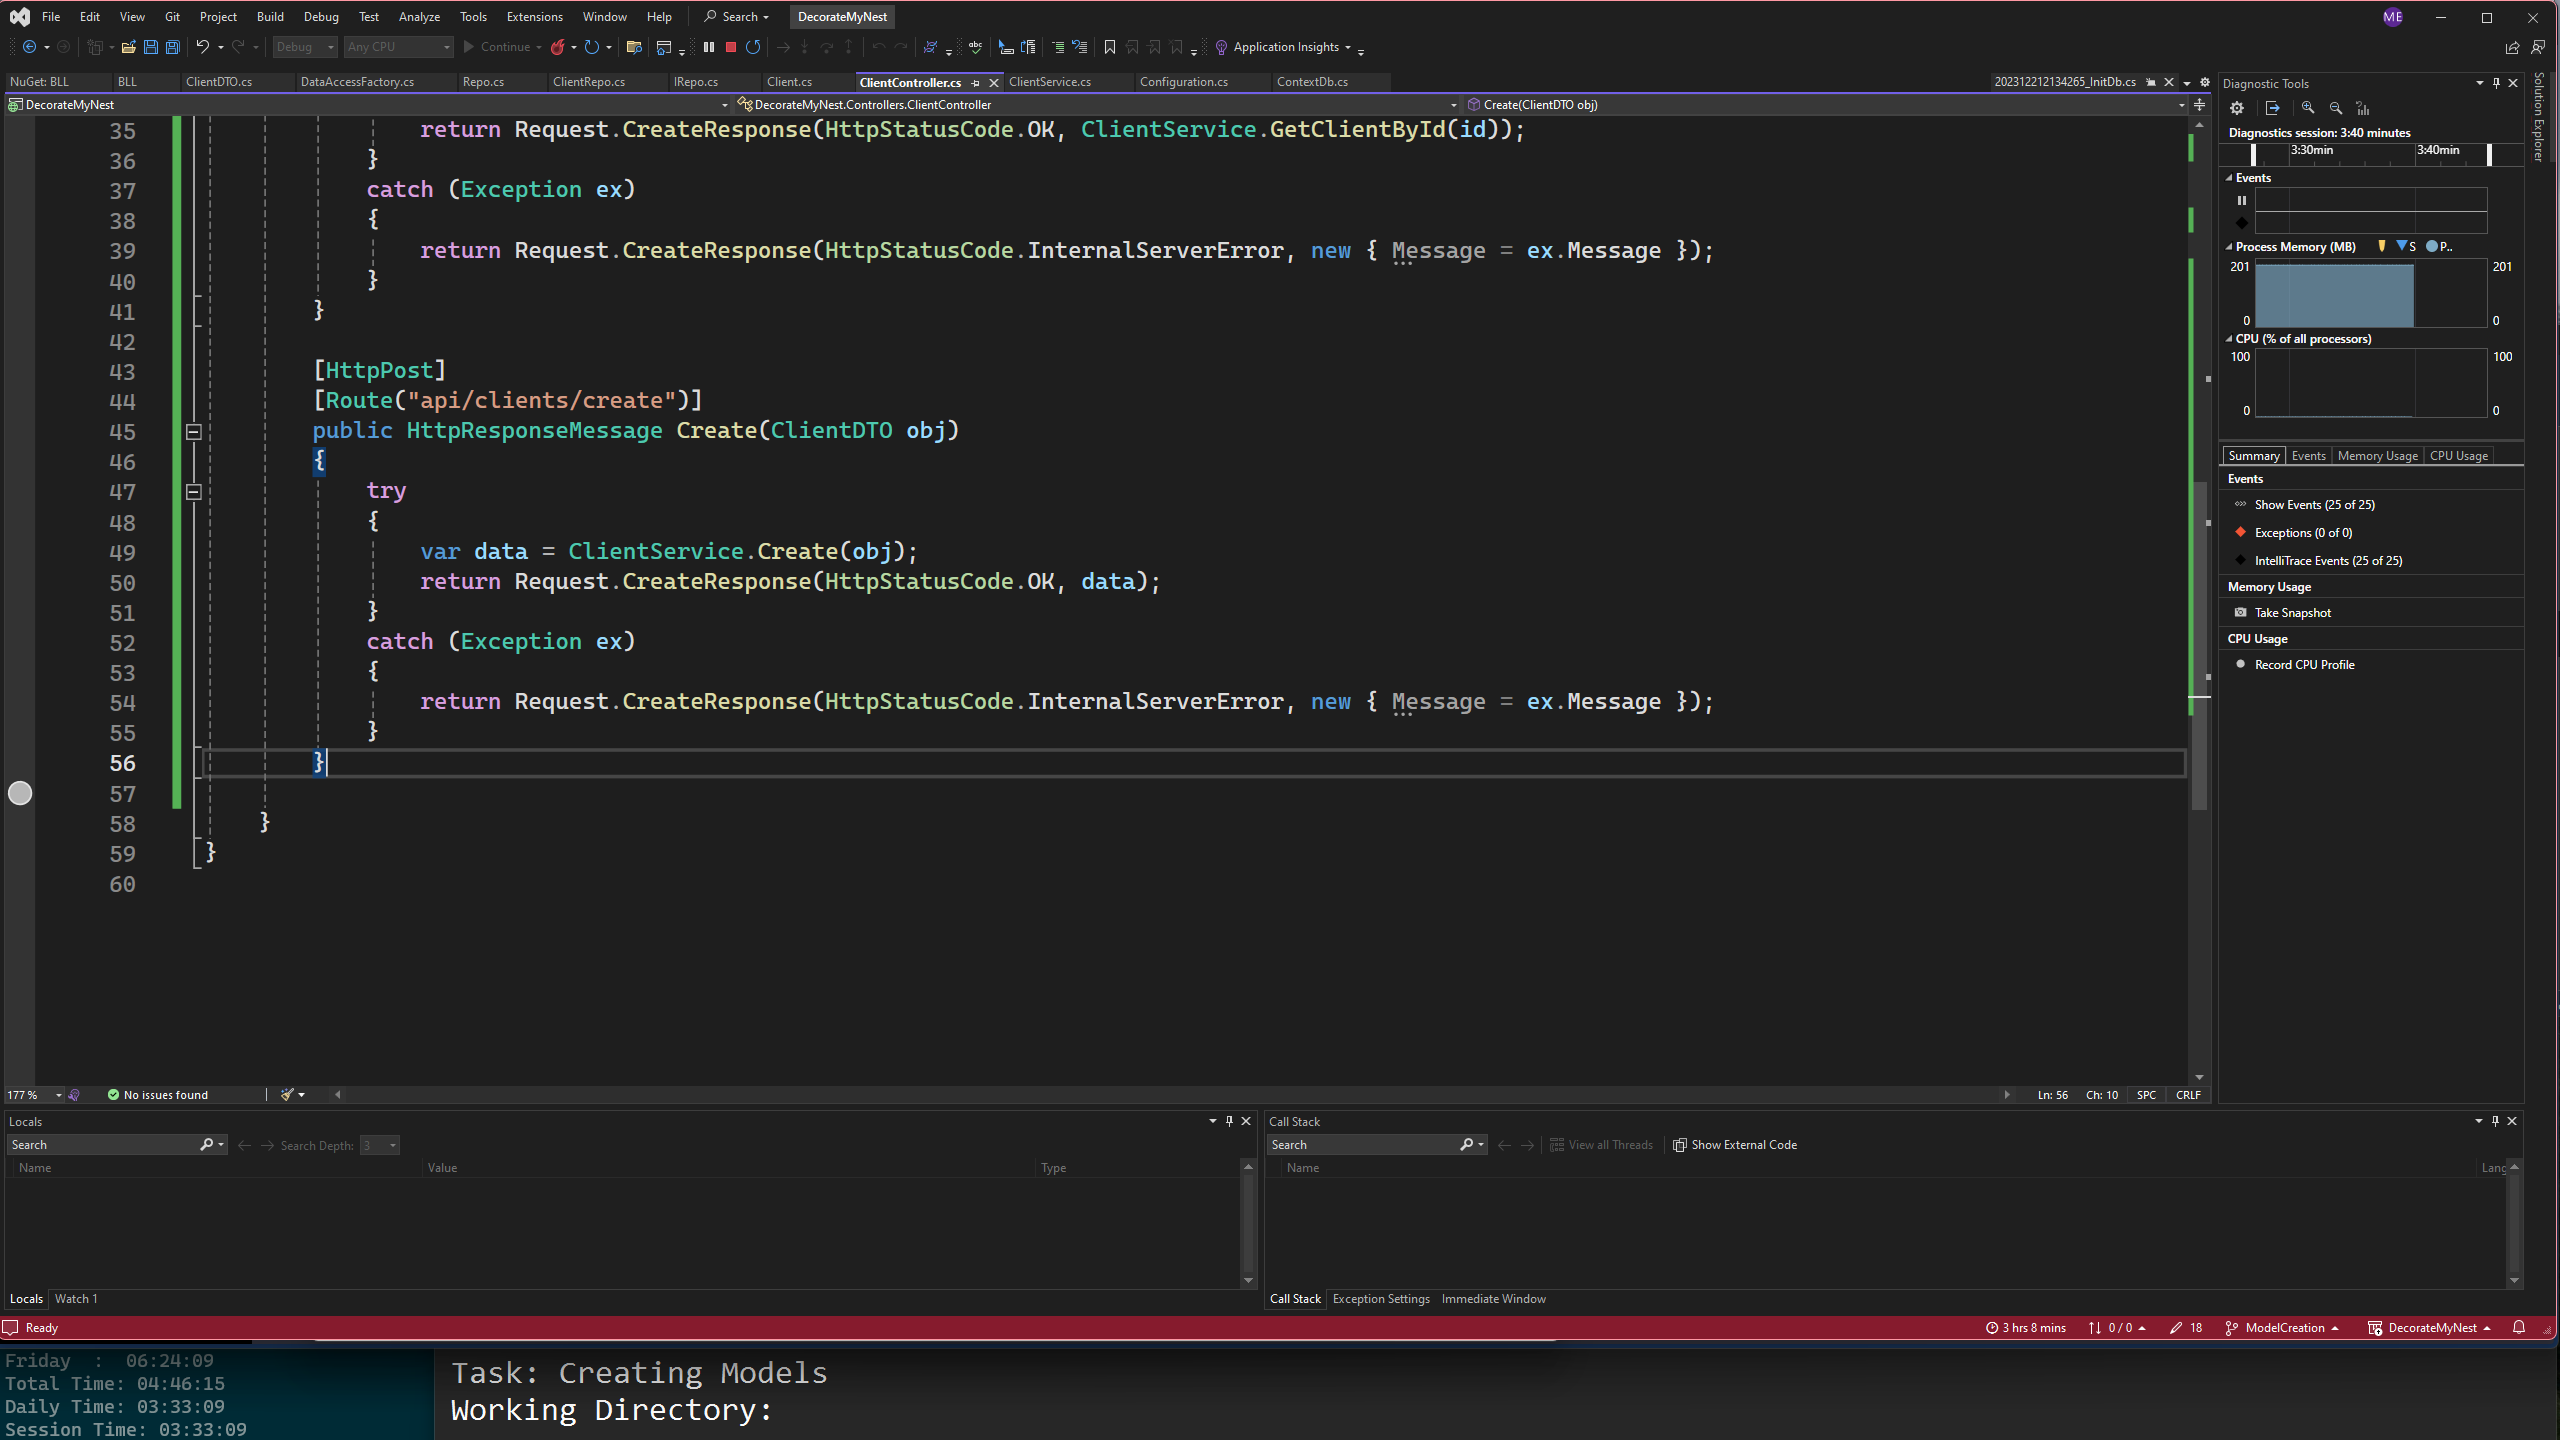 File Edit View Git Project Build Debug Test Analyze Tools Extensions Window Help Search DecorateMyNest ME
Debug Any CPU Continue Application Insights
NuGet: BLL BLL ClientDTO.cs DataAccessFactory.cs Repo.cs ClientRepo.cs IRepo.cs Client.cs ClientController.cs ClientService.cs Configuration.cs ContextDb.cs 202312212134265_InitDb.cs
DecorateMyNest DecorateMyNest.Controllers.ClientController Create(ClientDTO obj)
35 return Request.CreateResponse(HttpStatusCode.OK, ClientService.GetClientById(id));
36 }
37 catch (Exception ex)
38 {
39 return Request.CreateResponse(HttpStatusCode.InternalServerError, new { Message = ex.Message });
40 }
41 }
42
43 [HttpPost]
44 [Route("api/clients/create")]
45 public HttpResponseMessage Create(ClientDTO obj)
46 {
47 try
48 {
49 var data = ClientService.Create(obj);
50 return Request.CreateResponse(HttpStatusCode.OK, data);
51 }
52 catch (Exception ex)
53 {
54 return Request.CreateResponse(HttpStatusCode.InternalServerError, new { Message = ex.Message });
55 }
56 }
57
58 }
59 }
60
177 % No issues found Ln: 56 Ch: 10 SPC CRLF
Diagnostic Tools
Solution Explorer
Diagnostics session: 3:40 minutes
3:30min 3:40min
Events
Process Memory (MB) S P..
201 201
0 0
CPU (% of all processors)
100 100
0 0
Summary Events Memory Usage CPU Usage
Events
Show Events (25 of 25)
Exceptions (0 of 0)
IntelliTrace Events (25 of 25)
Memory Usage
Take Snapshot
CPU Usage
Record CPU Profile
Locals
Search Search Depth: 3
Name Value Type
Locals Watch 1
Call Stack
Search View all Threads Show External Code
Name Lang
Call Stack Exception Settings Immediate Window
Ready 3 hrs 8 mins 0 / 0 18 ModelCreation DecorateMyNest
Friday : 06:24:09
Total Time: 04:46:15
Daily Time: 03:33:09
Session Time: 03:33:09
Task: Creating Models
Working Directory: